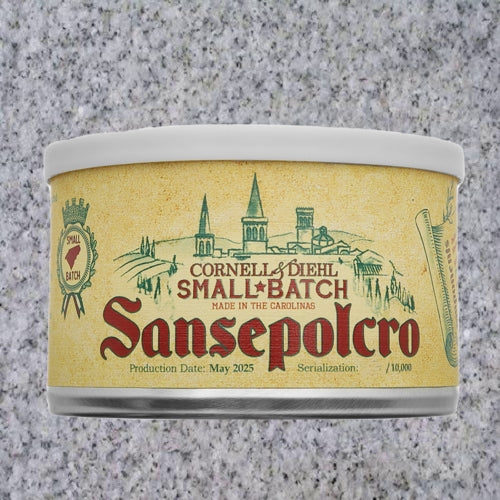 SMALL
BATCH
CORNELL & DIEHL
SMALL★BATCH
MADE IN THE CAROLINAS
Sansepolcro
Production Date: May 2025 Serialization: /10,000